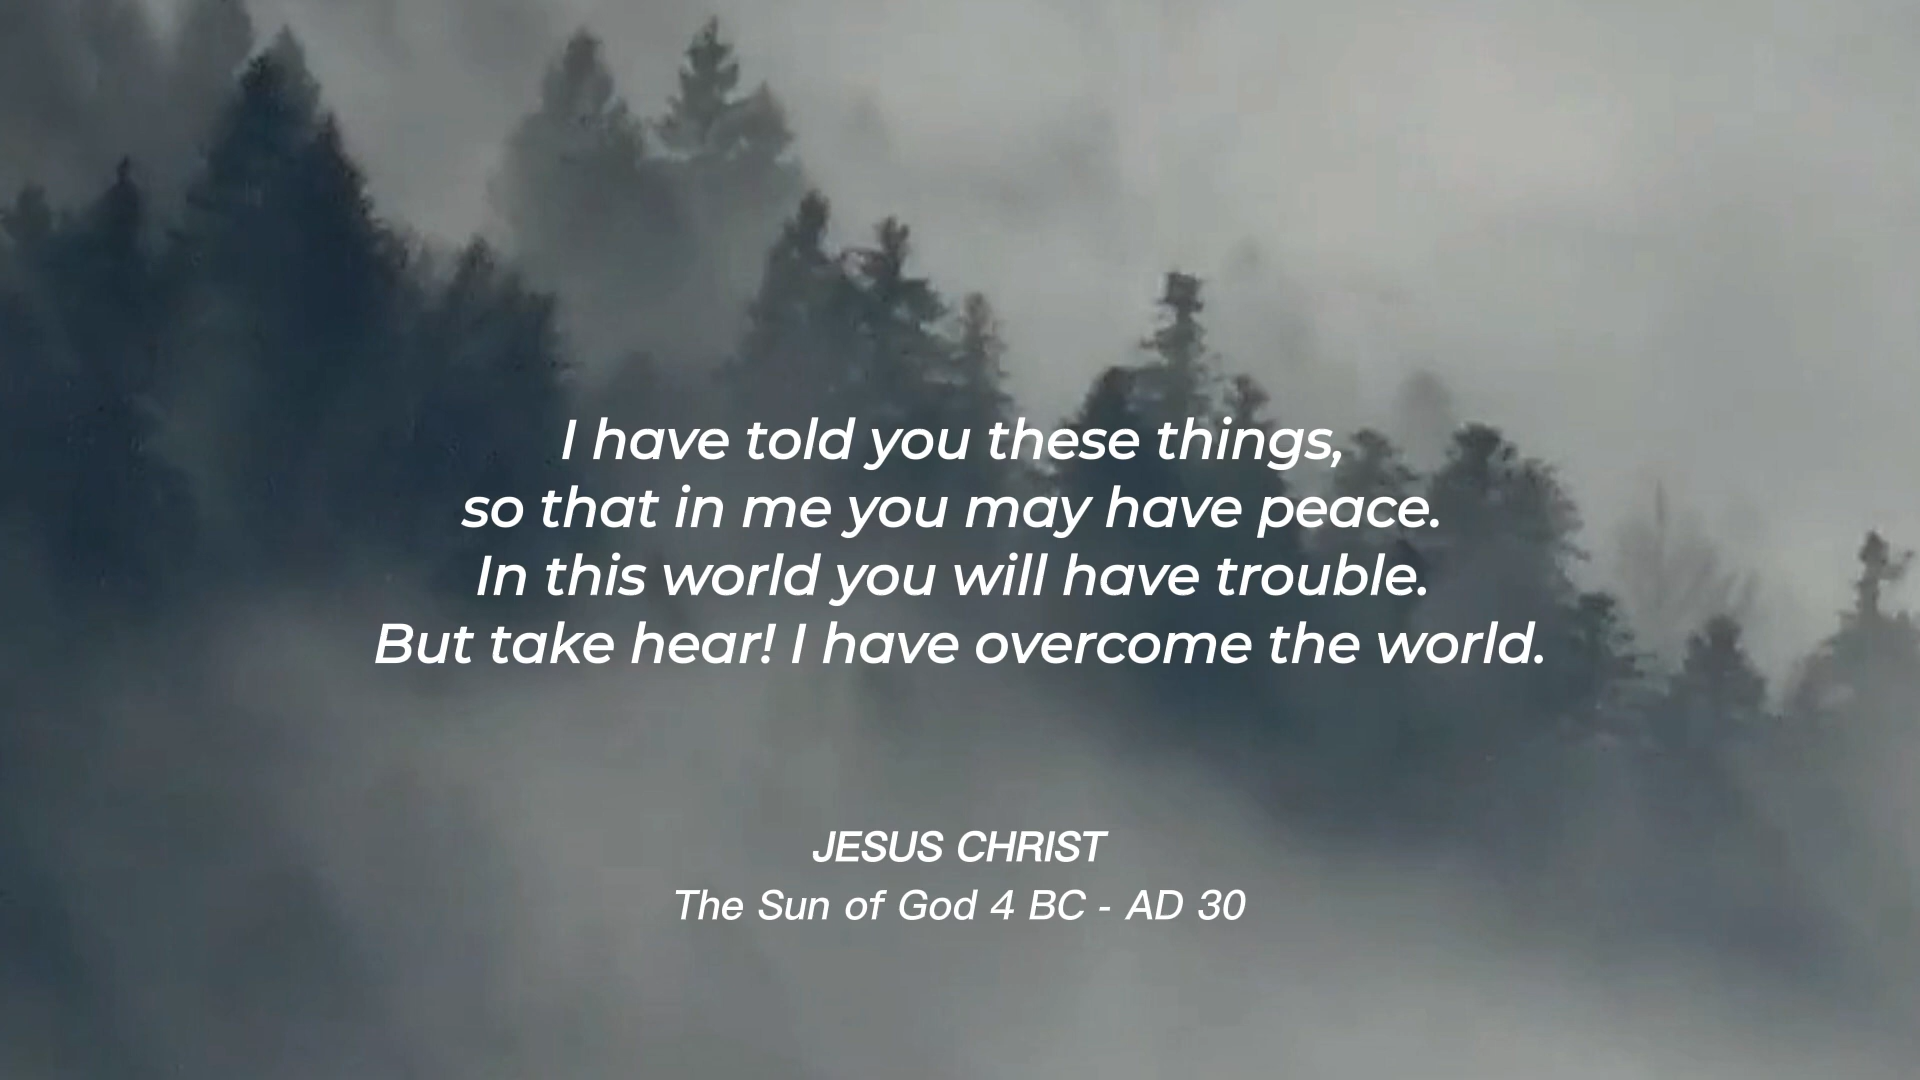 I have told you these things,
so that in me you may have peace.
In this world you will have trouble.
But take hear! I have overcome the world.
JESUS CHRIST
The Sun of God 4 BC - AD 30